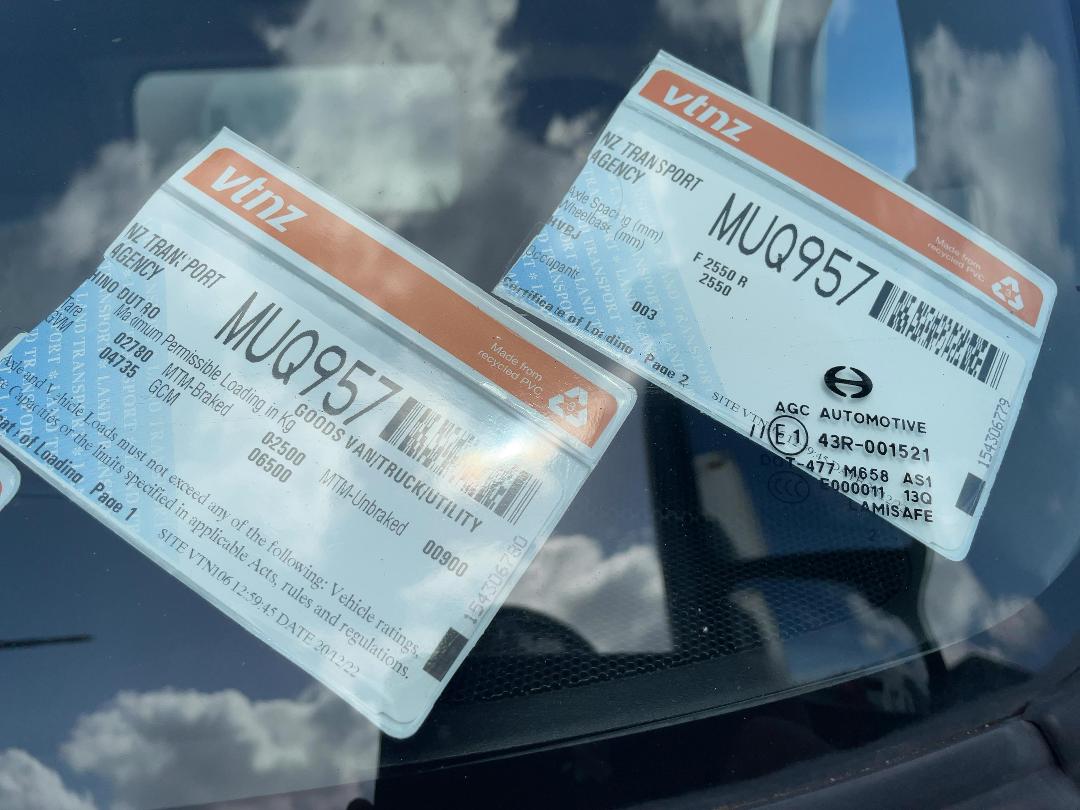 vtnz
Made from
recycled PVC.
NZ TRANSPORT
AGENCY
MUQ957
HINO DUTRO
GOODS VAN/TRUCK/UTILITY
Maximum Permissible Loading in Kg
Tare 02780 MTM-Braked 02500 MTM-Unbraked 00900
GVM 04735 GCM 06500
Axle and Vehicle Loads must not exceed any of the following: Vehicle ratings,
Capacities or the limits specified in applicable Acts, rules and regulations.
of Loading Page 1
SITE VTN106 12:59:45 DATE 20/12/22
154306780
vtnz
Made from
recycled PVC.
NZ TRANSPORT
AGENCY
MUQ957
Axle Spacing (mm) F 2550 R
Wheelbase (mm) 2550
Occupants 003
Certificate of Loading Page 2
SITE
154306779
AGC AUTOMOTIVE
43R-001521
DOT-477 M658 AS1
E000011 13Q
LAMISAFE